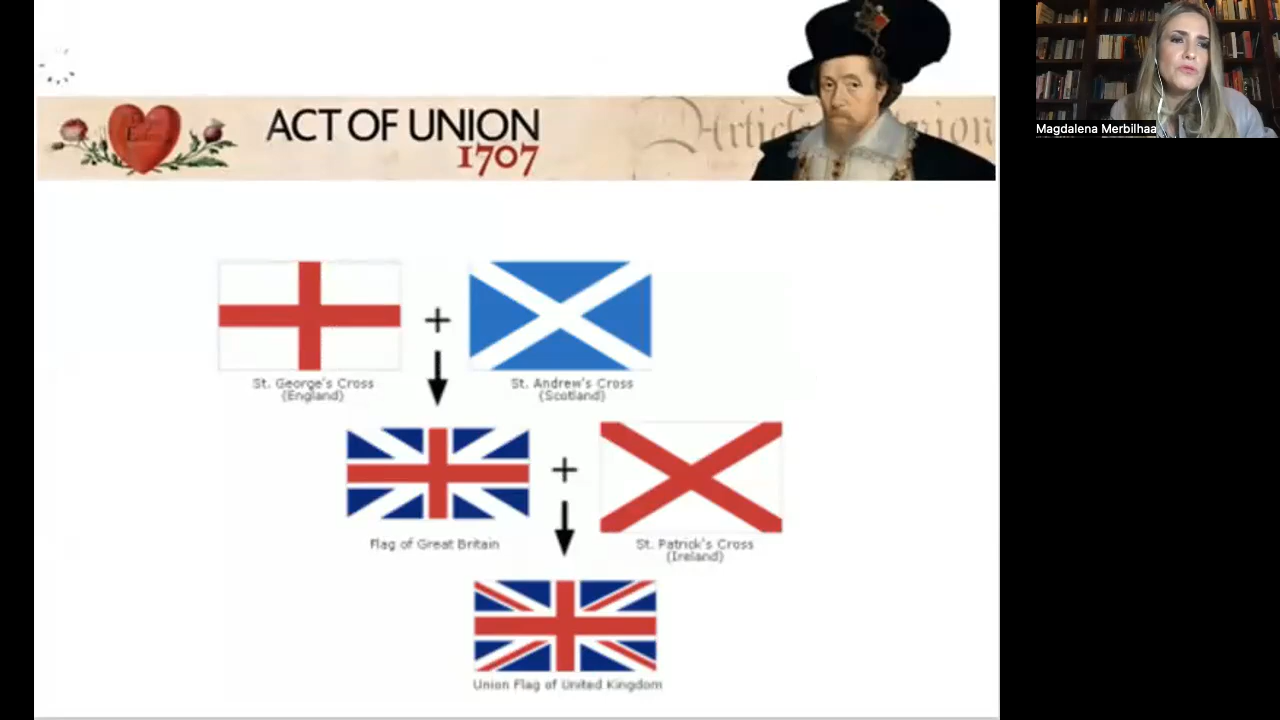 ACT OF UNION
1707
Magdalena Merbilhaa
St. George's Cross
(England)
+
St. Andrew's Cross
(Scotland)
+
Flag of Great Britain
St. Patrick's Cross
(Ireland)
Union Flag of United Kingdom